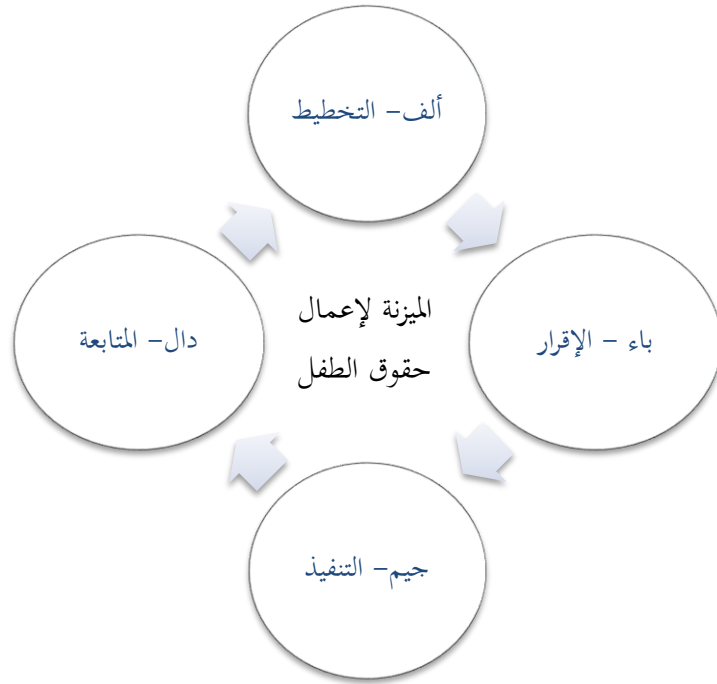 ألف- التخطيط
باء - الإقرار
الميزنة لإعمال
حقوق الطفل
دال- المتابعة
جيم- التنفيذ